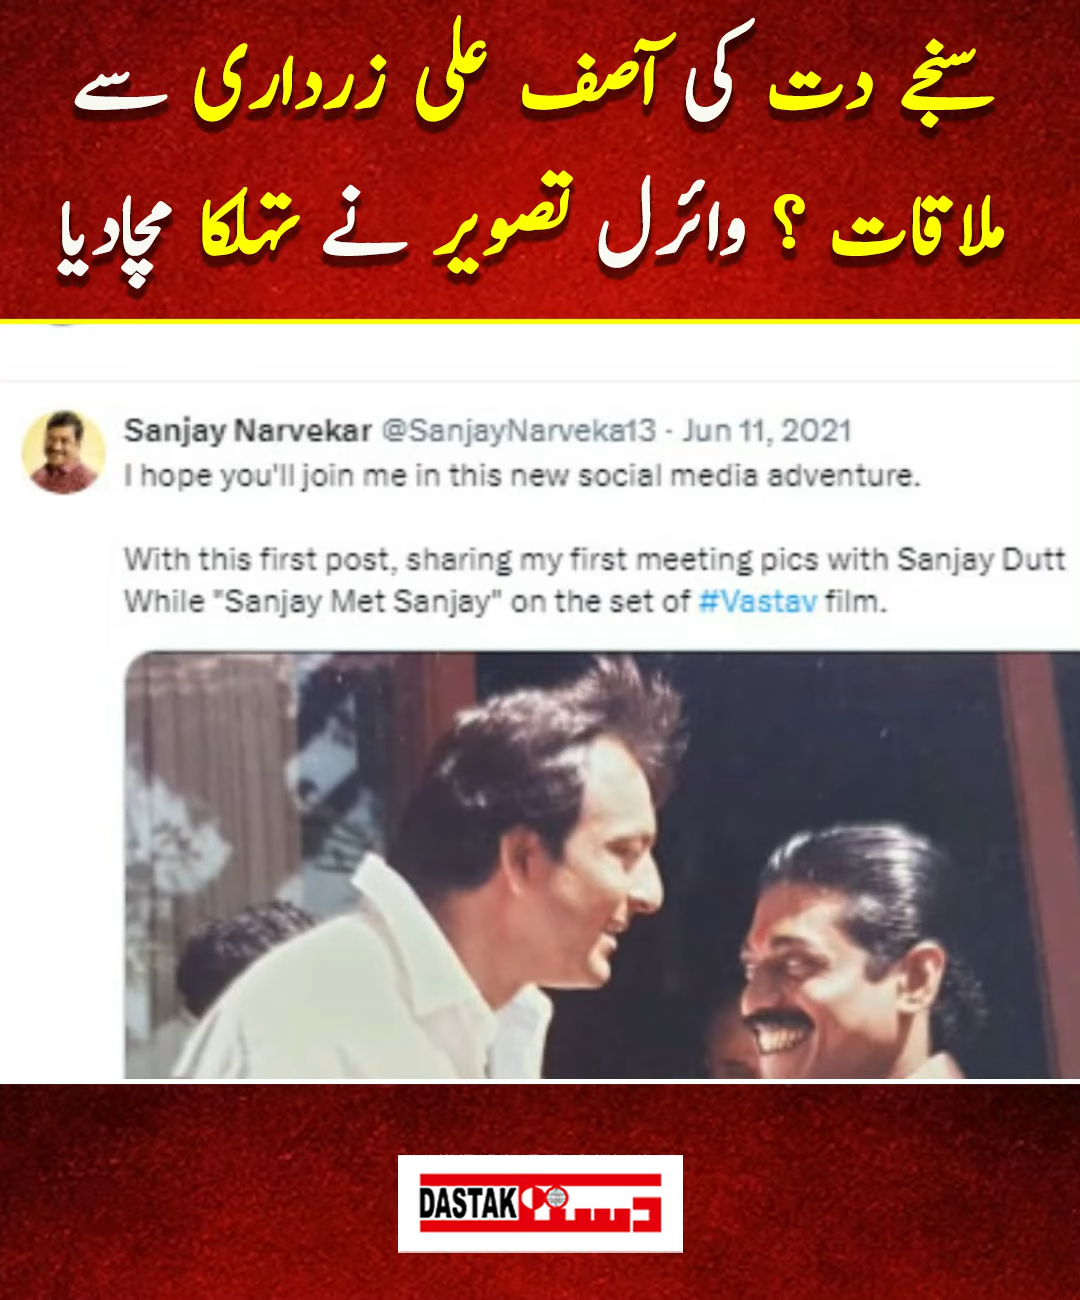 سنجے دت کی آصف علی زرداری سے
ملاقات ؟ وائرل تصویر نے تہلکا مچادیا
Sanjay Narvekar @SanjayNarveka13 · Jun 11, 2021
I hope you'll join me in this new social media adventure.
With this first post, sharing my first meeting pics with Sanjay Dutt
While "Sanjay Met Sanjay" on the set of #Vastav film.
DASTAK دستک